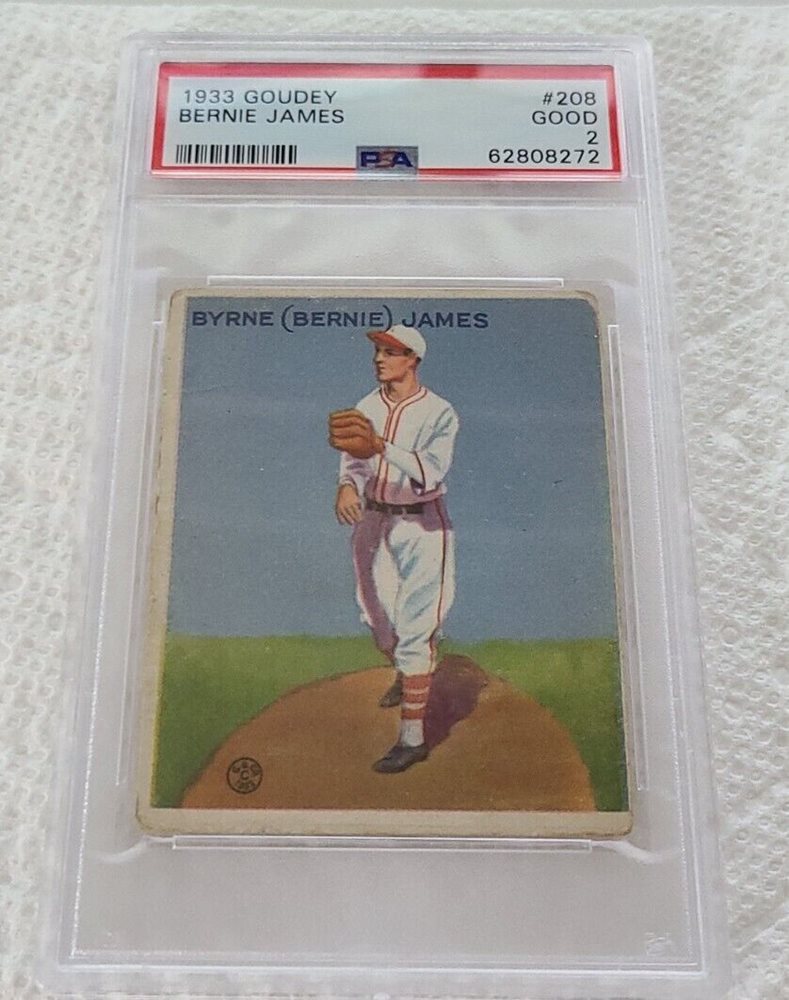 1933 GOUDEY #208
BERNIE JAMES GOOD
2
PSA 62808272
BYRNE (BERNIE) JAMES